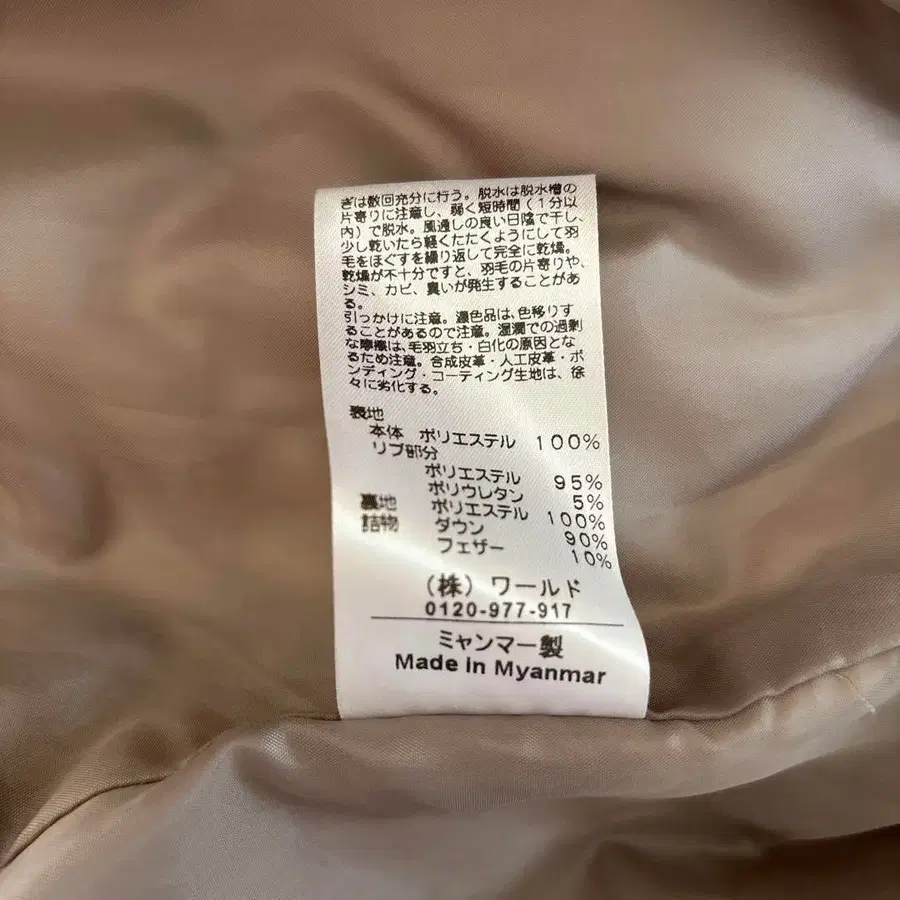 ぎは数回充分に行う。脱水は脱水槽の
片寄りに注意し、弱く短時間（1分以
内）で脱水。風通しの良い日陰で干し、
少し乾いたら軽くたたくようにして羽
毛をほぐすを繰り返して完全に乾燥。
乾燥が不十分ですと、羽毛の片寄りや、
シミ、カビ、臭いが発生することがあ
る。
引っかけに注意。濃色品は、色移りす
ることがあるので注意。湿潤での過剰
な摩擦は、毛羽立ち・白化の原因とな
るため注意。合成皮革・人工皮革・ボ
ンディング・コーティング生地は、徐
々に劣化する。
表地
本体 ポリエステル 100%
リブ部分
ポリエステル 95%
ポリウレタン 5%
裏地 ポリエステル 100%
詰物 ダウン 90%
フェザー 10%
（株）ワールド
0120-977-917
ミャンマー製
Made in Myanmar